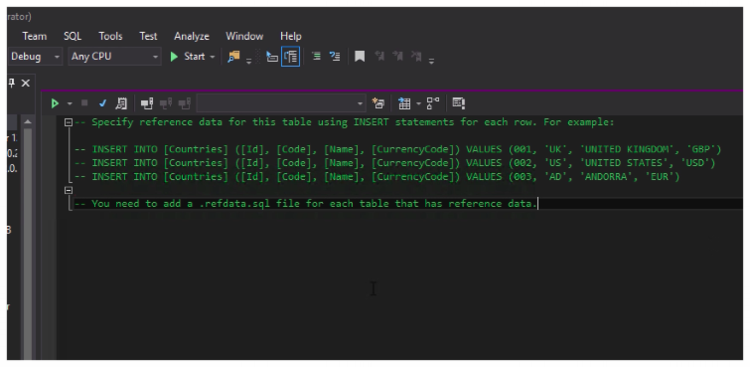 rator)
Team SQL Tools Test Analyze Window Help
Debug Any CPU Start
-- Specify reference data for this table using INSERT statements for each row. For example:
-- INSERT INTO [Countries] ([Id], [Code], [Name], [CurrencyCode]) VALUES (001, 'UK', 'UNITED KINGDOM', 'GBP')
-- INSERT INTO [Countries] ([Id], [Code], [Name], [CurrencyCode]) VALUES (002, 'US', 'UNITED STATES', 'USD')
-- INSERT INTO [Countries] ([Id], [Code], [Name], [CurrencyCode]) VALUES (003, 'AD', 'ANDORRA', 'EUR')
-- You need to add a .refdata.sql file for each table that has reference data.